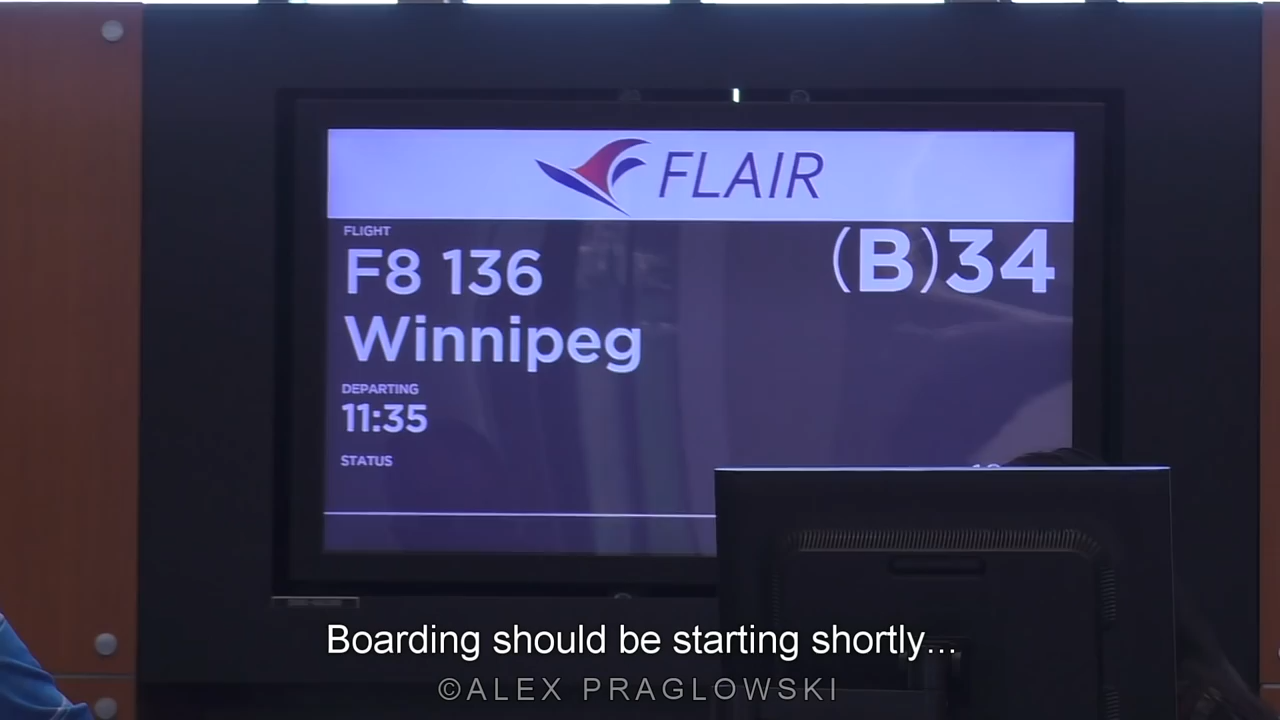 FLAIR
FLIGHT
F8 136
(B)34
Winnipeg
DEPARTING
11:35
STATUS
Boarding should be starting shortly...
©ALEX PRAGLOWSKI